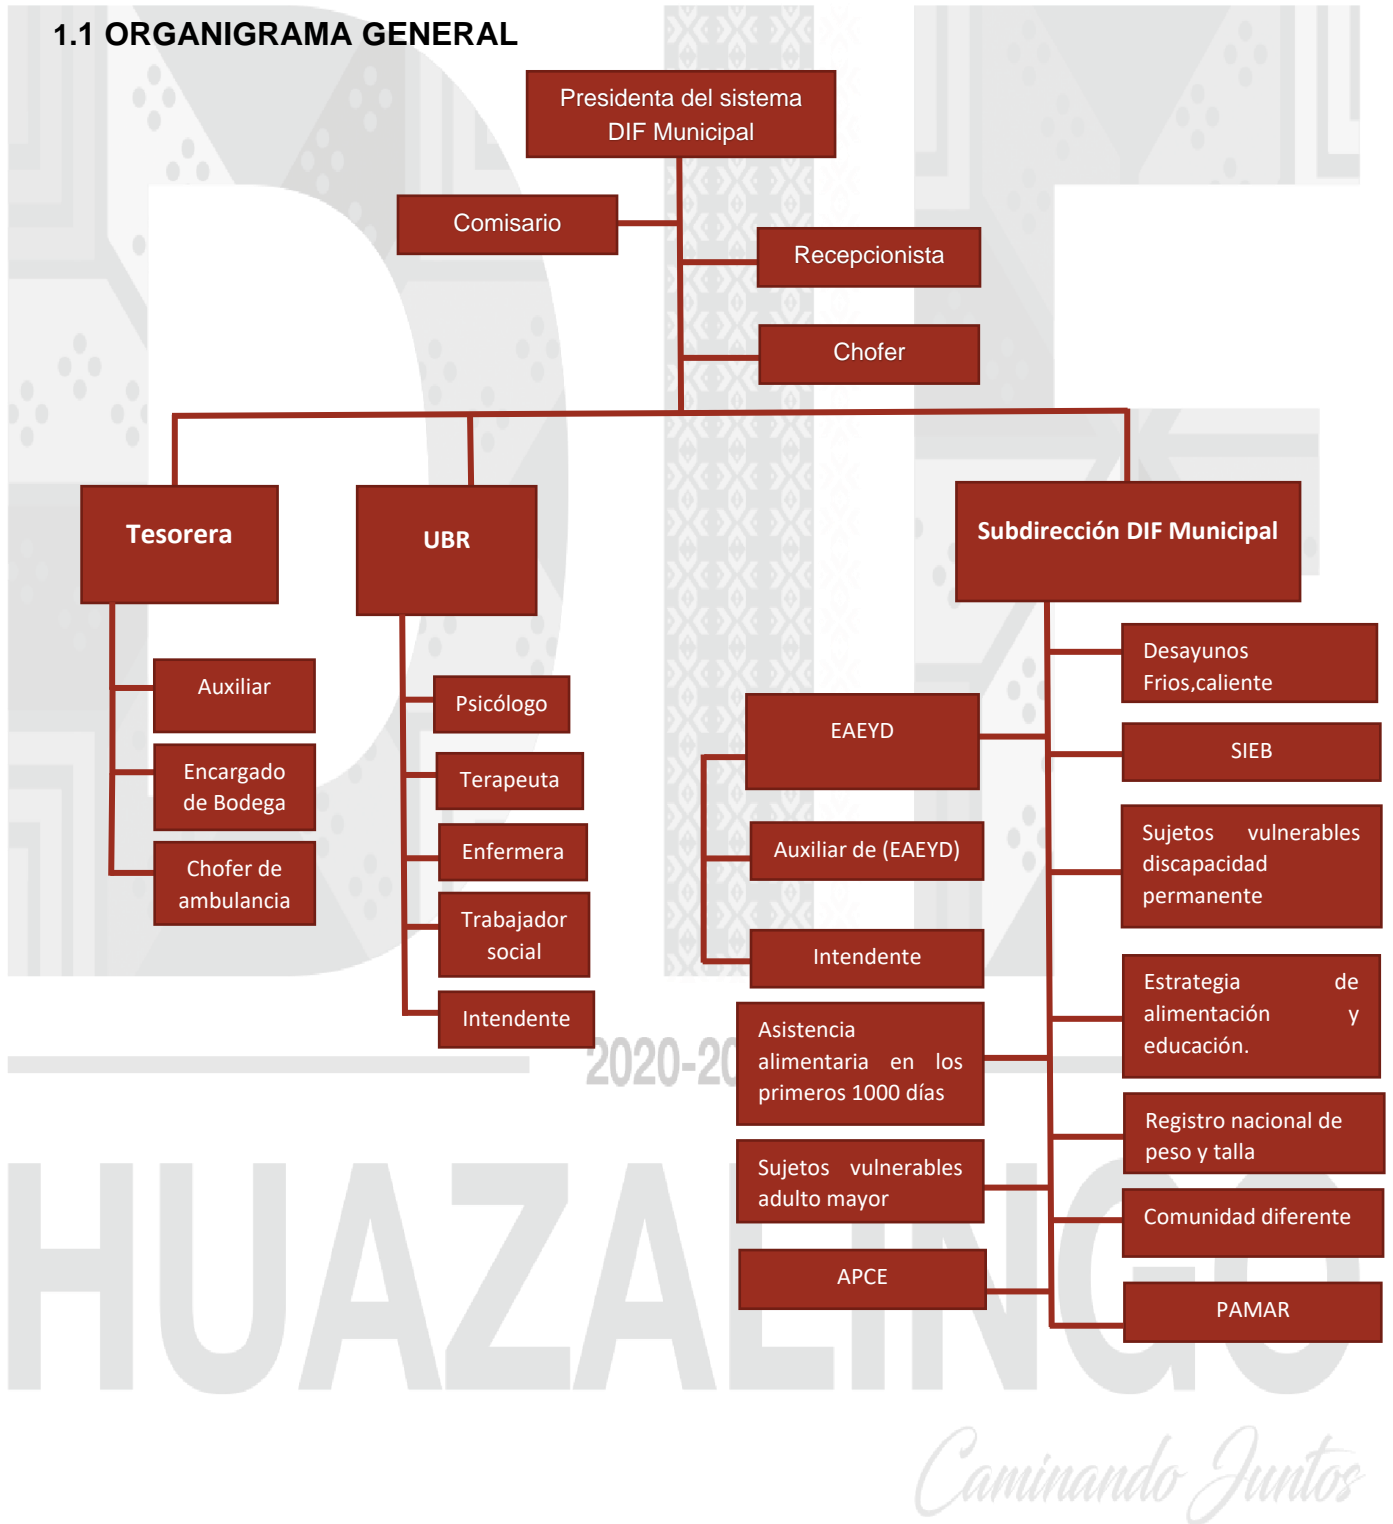 1.1 ORGANIGRAMA GENERAL
Presidenta del sistema
DIF Municipal
Comisario
Recepcionista
Chofer
Tesorera
UBR
Subdirección DIF Municipal
Auxiliar
Encargado
de Bodega
Chofer de
ambulancia
Psicólogo
Terapeuta
Enfermera
Trabajador
social
Intendente
EAEYD
Auxiliar de (EAEYD)
Intendente
Asistencia
alimentaria en los
primeros 1000 días
Sujetos vulnerables
adulto mayor
APCE
Desayunos
Frios,caliente
SIEB
Sujetos vulnerables
discapacidad
permanente
Estrategia de
alimentación y
educación.
Registro nacional de
peso y talla
Comunidad diferente
PAMAR
DIF
2020-20
HUAZALINGO
Caminando Juntos